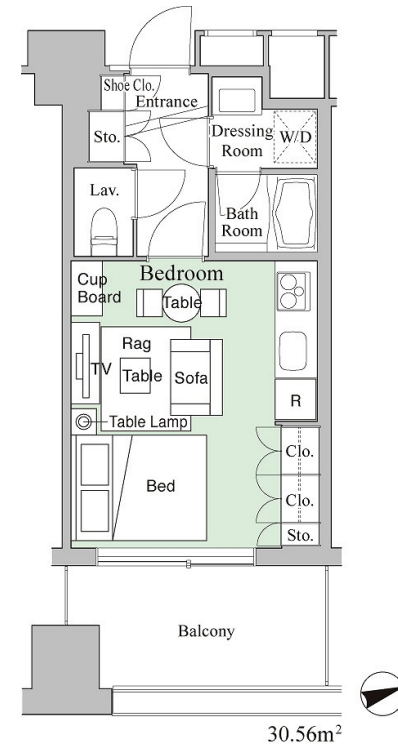 Shoe Clo.
Entrance
Sto.
Dressing
Room
W/D
Lav.
Bath
Room
Bedroom
Cup
Board
Table
Rag
TV
Table
Sofa
R
Table Lamp
Clo.
Bed
Clo.
Sto.
Balcony
30.56m²